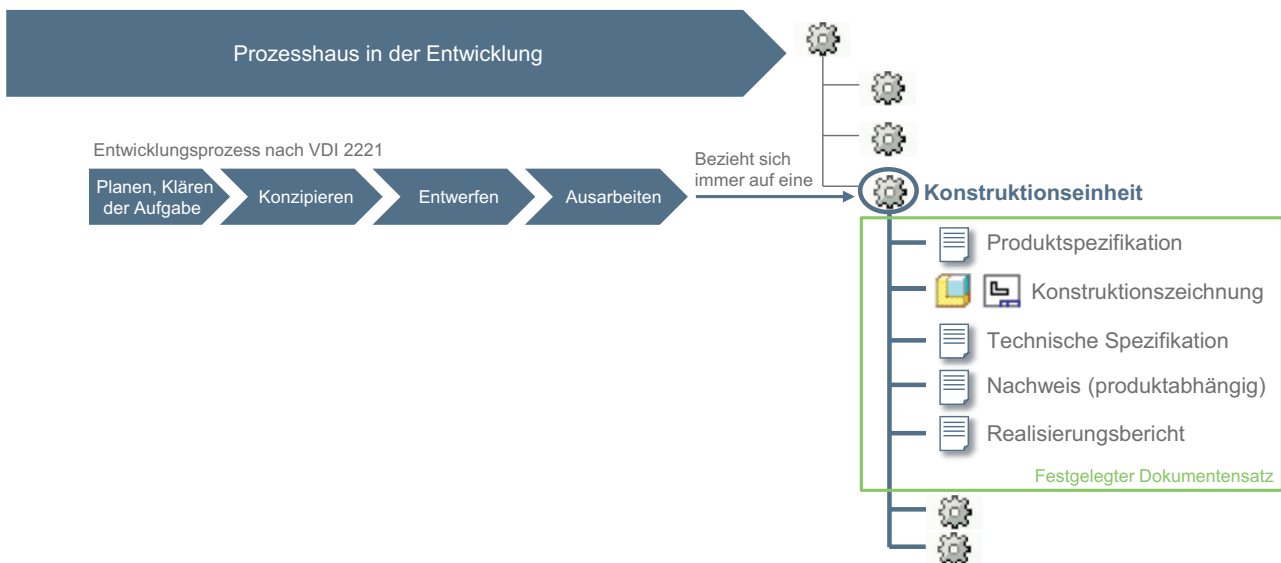 Prozesshaus in der Entwicklung
Entwicklungsprozess nach VDI 2221
Planen, Klären
der Aufgabe
Konzipieren
Entwerfen
Ausarbeiten
Bezieht sich
immer auf eine
Konstruktionseinheit
Produktspezifikation
Konstruktionszeichnung
Technische Spezifikation
Nachweis (produktabhängig)
Realisierungsbericht
Festgelegter Dokumentensatz